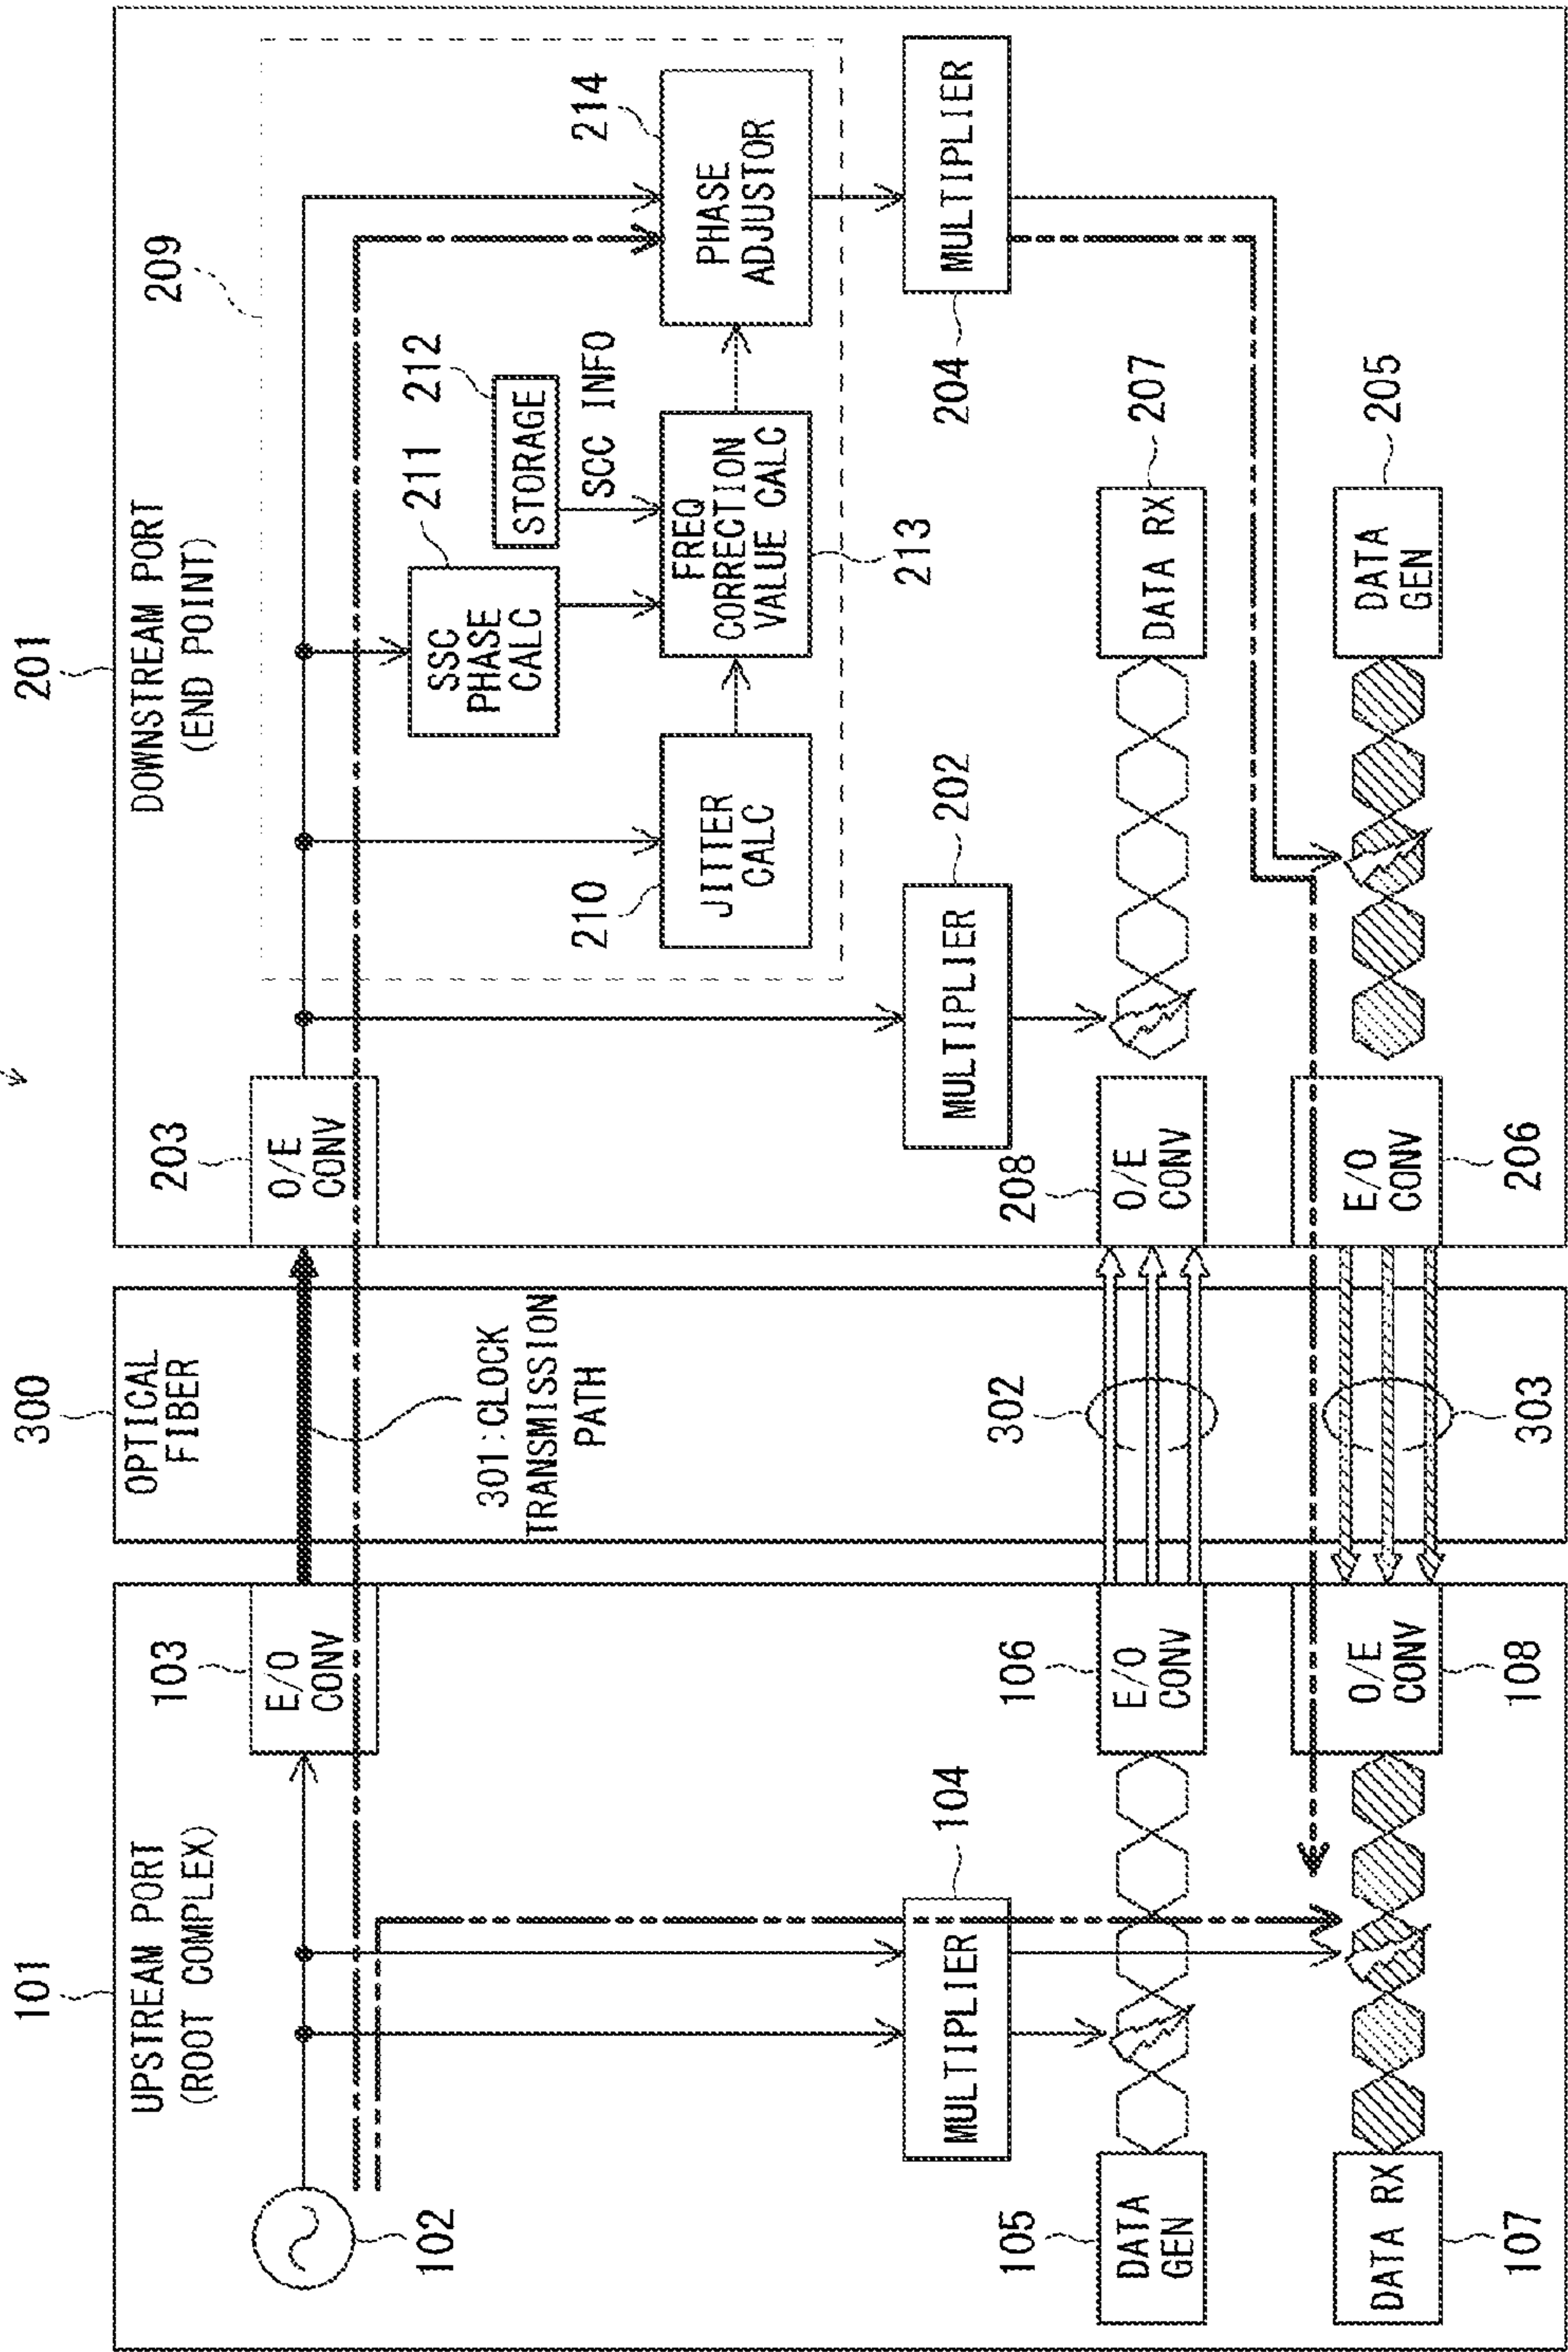 101
300
201
UPSTREAM PORT
(ROOT COMPLEX)
OPTICAL
FIBER
DOWNSTREAM PORT
(END POINT)
102
103
E/O
CONV
301:CLOCK
TRANSMISSION
PATH
203
O/E
CONV
209
211
212
214
SSC
PHASE
CALC
STORAGE
SCC INFO
210
JITTER
CALC
FREQ
CORRECTION
VALUE CALC
213
PHASE
ADJUSTOR
104
MULTIPLIER
202
MULTIPLIER
204
MULTIPLIER
105
DATA
GEN
106
E/O
CONV
302
208
O/E
CONV
207
DATA RX
107
DATA RX
108
O/E
CONV
303
206
E/O
CONV
205
DATA
GEN